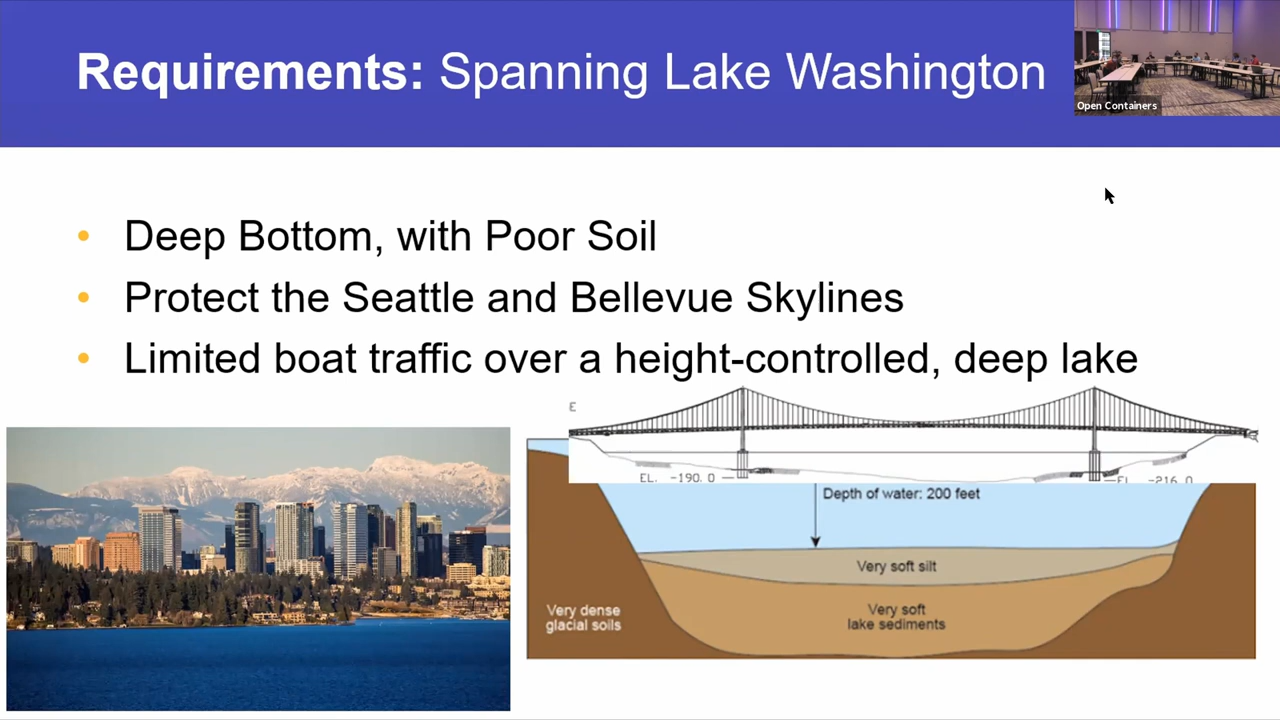 Requirements: Spanning Lake Washington
Open Containers
• Deep Bottom, with Poor Soil
• Protect the Seattle and Bellevue Skylines
• Limited boat traffic over a height-controlled, deep lake
E
EL. -190.0
EL -216.0
Depth of water: 200 feet
Very soft silt
Very dense
glacial soils
Very soft
lake sediments